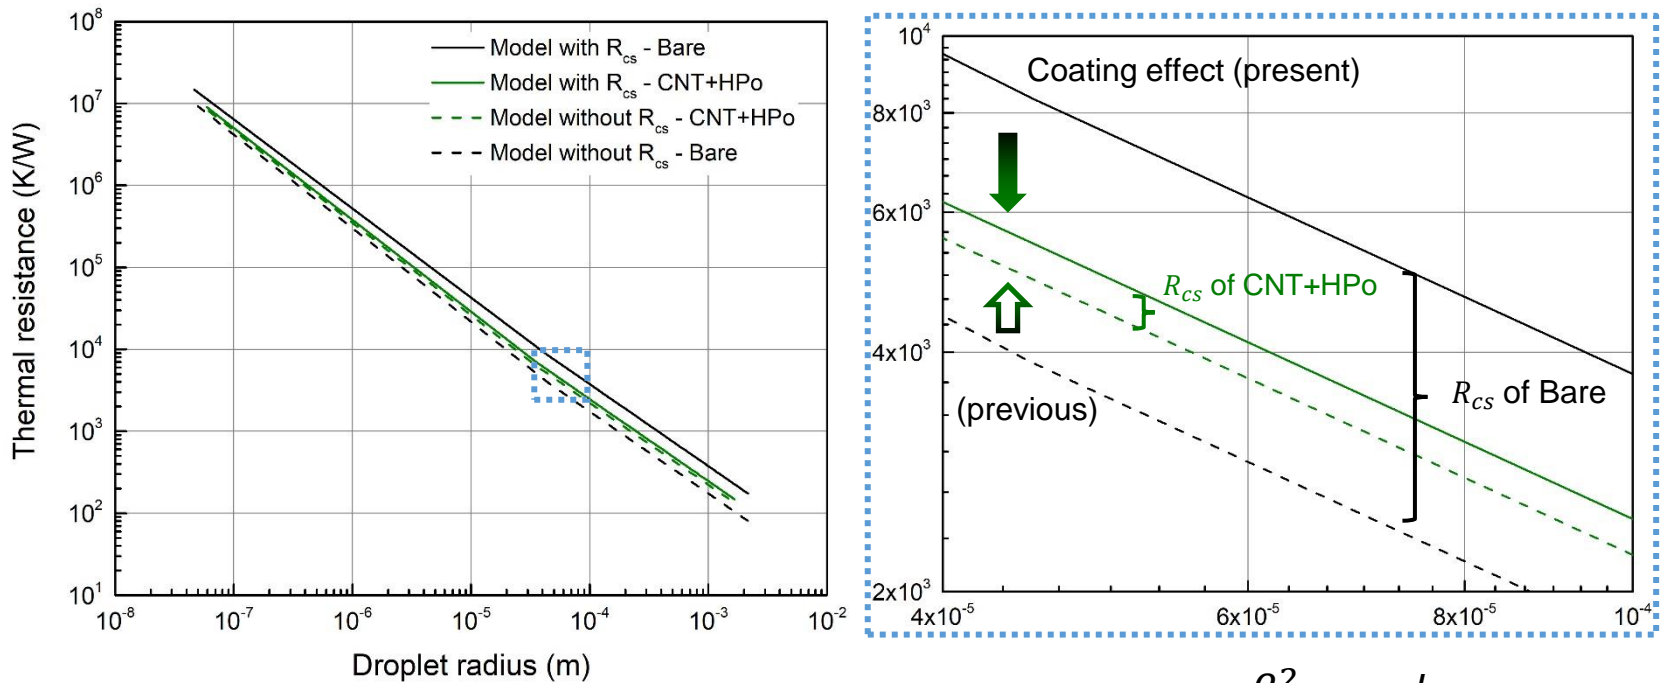 10^8
10^7
10^6
10^5
10^4
10^3
10^2
10^1
Thermal resistance (K/W)
Model with R_cs - Bare
Model with R_cs - CNT+HPo
Model without R_cs - CNT+HPo
Model without R_cs - Bare
10^-8 10^-7 10^-6 10^-5 10^-4 10^-3 10^-2
Droplet radius (m)
10^4
8x10^3
6x10^3
4x10^3
2x10^3
Coating effect (present)
R_cs of CNT+HPo
R_cs of Bare
(previous)
4x10^-5 6x10^-5 8x10^-5 10^-4